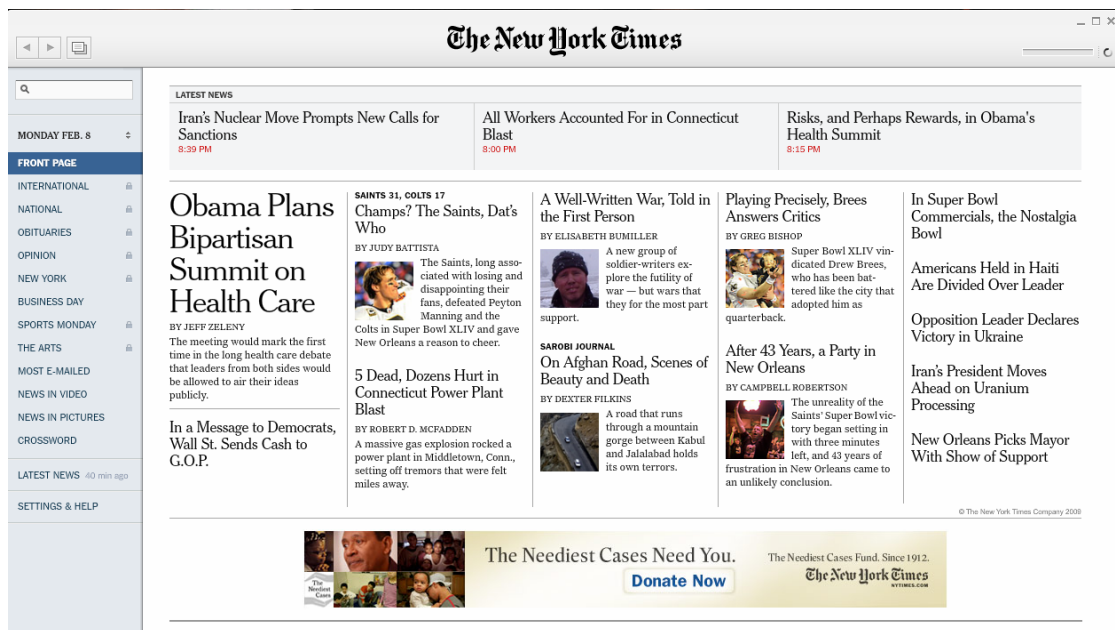 The New York Times
MONDAY FEB. 8
FRONT PAGE
INTERNATIONAL
NATIONAL
OBITUARIES
OPINION
NEW YORK
BUSINESS DAY
SPORTS MONDAY
THE ARTS
MOST E-MAILED
NEWS IN VIDEO
NEWS IN PICTURES
CROSSWORD
LATEST NEWS 40 min ago
SETTINGS & HELP
LATEST NEWS
Iran's Nuclear Move Prompts New Calls for
Sanctions
8:39 PM
All Workers Accounted For in Connecticut
Blast
8:00 PM
Risks, and Perhaps Rewards, in Obama's
Health Summit
8:15 PM
Obama Plans
Bipartisan
Summit on
Health Care
BY JEFF ZELENY
The meeting would mark the first
time in the long health care debate
that leaders from both sides would
be allowed to air their ideas
publicly.
In a Message to Democrats,
Wall St. Sends Cash to
G.O.P.
SAINTS 31, COLTS 17
Champs? The Saints, Dat's
Who
BY JUDY BATTISTA
The Saints, long asso-
ciated with losing and
disappointing their
fans, defeated Peyton
Manning and the
Colts in Super Bowl XLIV and gave
New Orleans a reason to cheer.
5 Dead, Dozens Hurt in
Connecticut Power Plant
Blast
BY ROBERT D. MCFADDEN
A massive gas explosion rocked a
power plant in Middletown, Conn.,
setting off tremors that were felt
miles away.
A Well-Written War, Told in
the First Person
BY ELISABETH BUMILLER
A new group of
soldier-writers ex-
plore the futility of
war — but wars that
they for the most part
support.
SAROBI JOURNAL
On Afghan Road, Scenes of
Beauty and Death
BY DEXTER FILKINS
A road that runs
through a mountain
gorge between Kabul
and Jalalabad holds
its own terrors.
Playing Precisely, Brees
Answers Critics
BY GREG BISHOP
Super Bowl XLIV vin-
dicated Drew Brees,
who has been bat-
tered like the city that
adopted him as
quarterback.
After 43 Years, a Party in
New Orleans
BY CAMPBELL ROBERTSON
The unreality of the
Saints' Super Bowl vic-
tory began setting in
with three minutes
left, and 43 years of
frustration in New Orleans came to
an unlikely conclusion.
In Super Bowl
Commercials, the Nostalgia
Bowl
Americans Held in Haiti
Are Divided Over Leader
Opposition Leader Declares
Victory in Ukraine
Iran's President Moves
Ahead on Uranium
Processing
New Orleans Picks Mayor
With Show of Support
© The New York Times Company 2009
The
Neediest
Cases
The Neediest Cases Need You.
Donate Now
The Neediest Cases Fund. Since 1912.
The New York Times
NYTIMES.COM